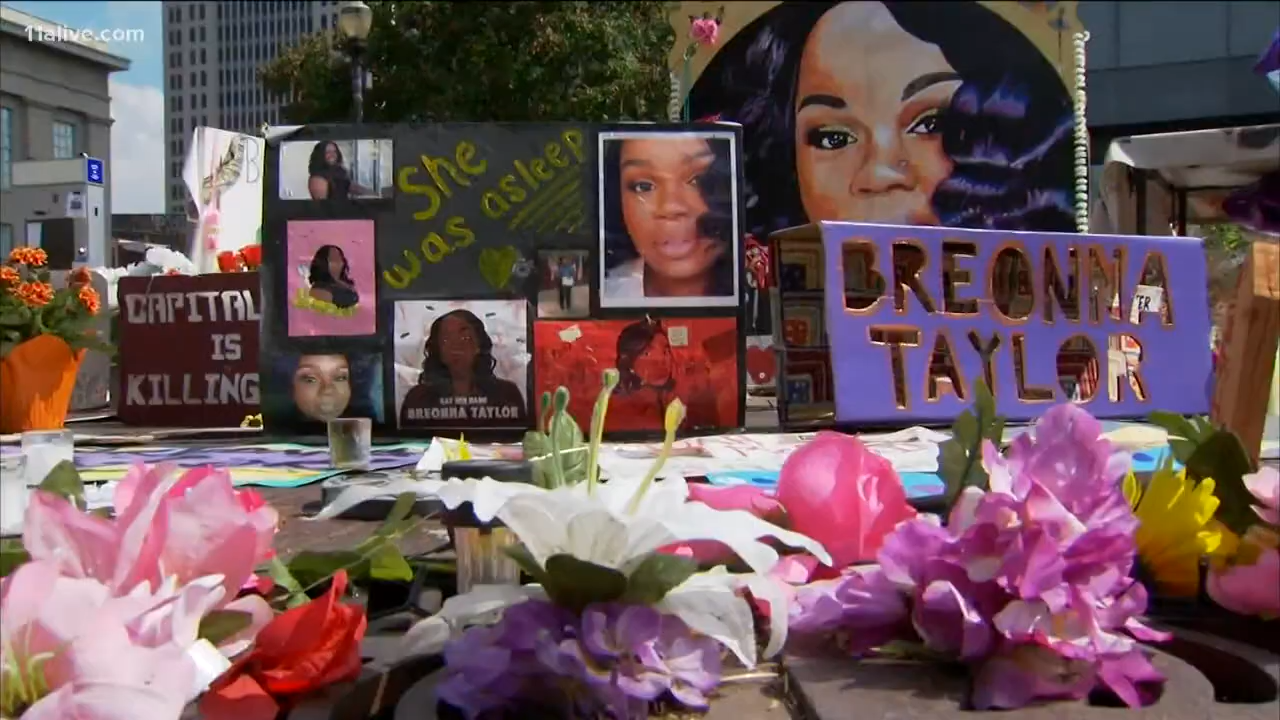 11alive.com
She
was asleep
CAPITAL
IS
KILLING
SAY HER NAME
BREONNA TAYLOR
BREONNA
TAYLOR